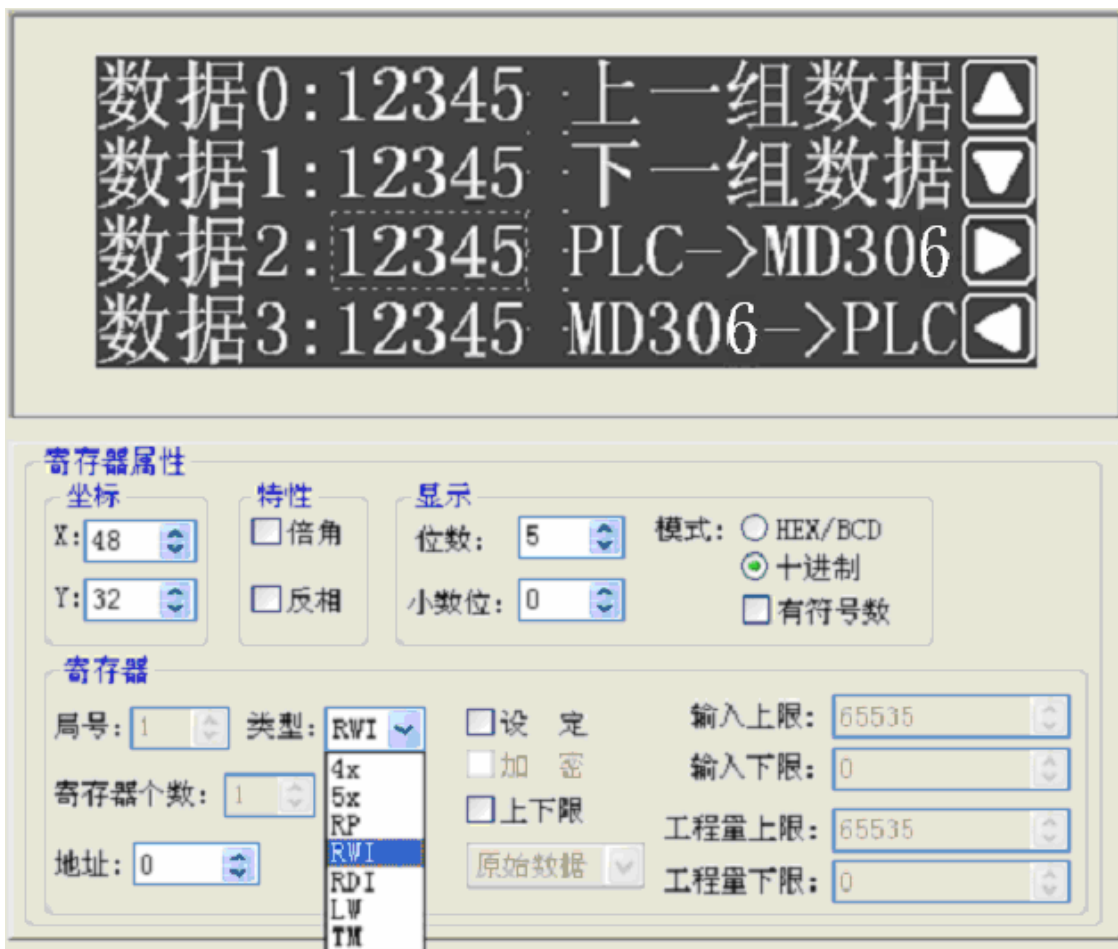 数据0:12345 上一组数据
数据1:12345 下一组数据
数据2:12345 PLC->MD306
数据3:12345 MD306->PLC
寄存器属性
坐标 特性 显示
X: 48 倍角 位数: 5 模式: HEX/BCD
十进制
Y: 32 反相 小数位: 0 有符号数
寄存器
局号: 1 类型: RWI 设 定 输入上限: 65535
4x 加 密 输入下限: 0
寄存器个数: 1 5x 上下限
RP 工程量上限: 65535
地址: 0 RWI 原始数据
RDI 工程量下限: 0
LW
TM